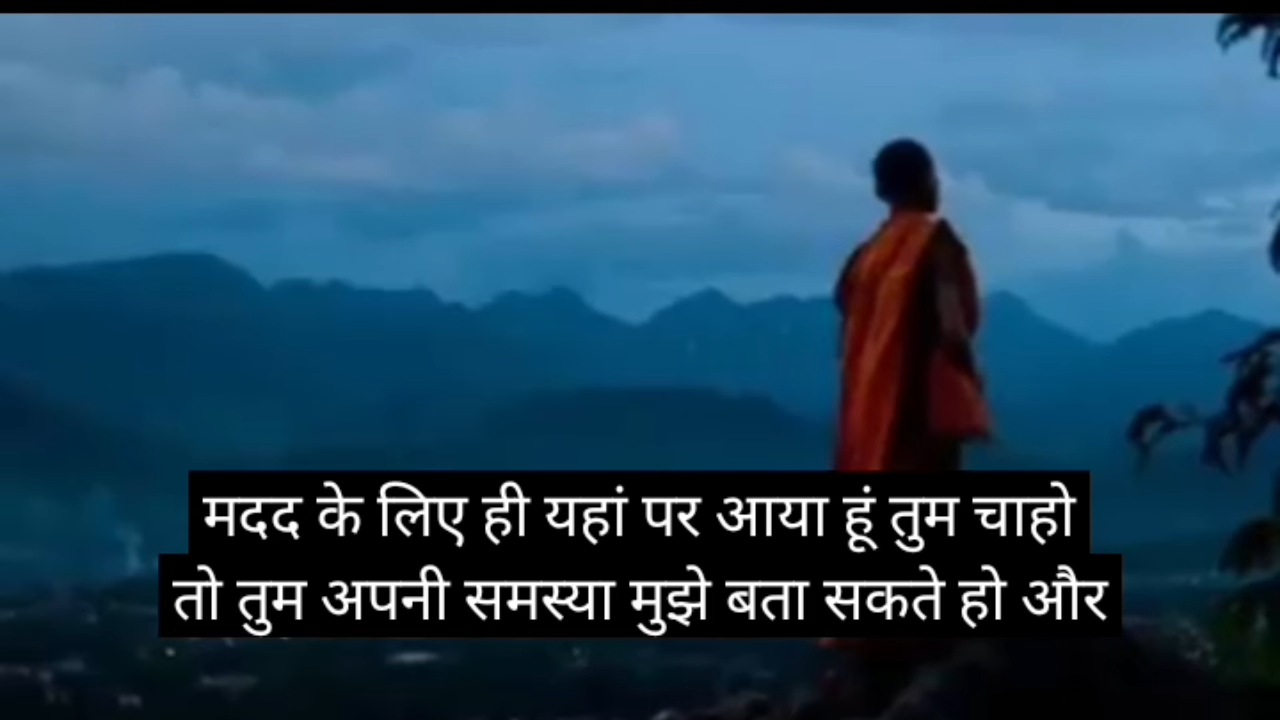 मदद के लिए ही यहां पर आया हूं तुम चाहो
तो तुम अपनी समस्या मुझे बता सकते हो और